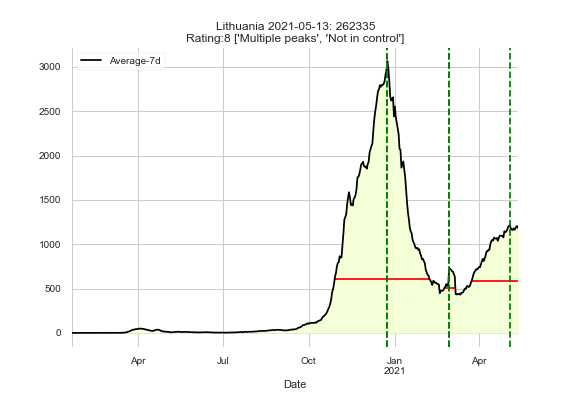 Lithuania 2021-05-13: 262335
Rating:8 ['Multiple peaks', 'Not in control']
Average-7d
3000
2500
2000
1500
1000
500
0
Apr
Jul
Oct
Jan
2021
Apr
Date